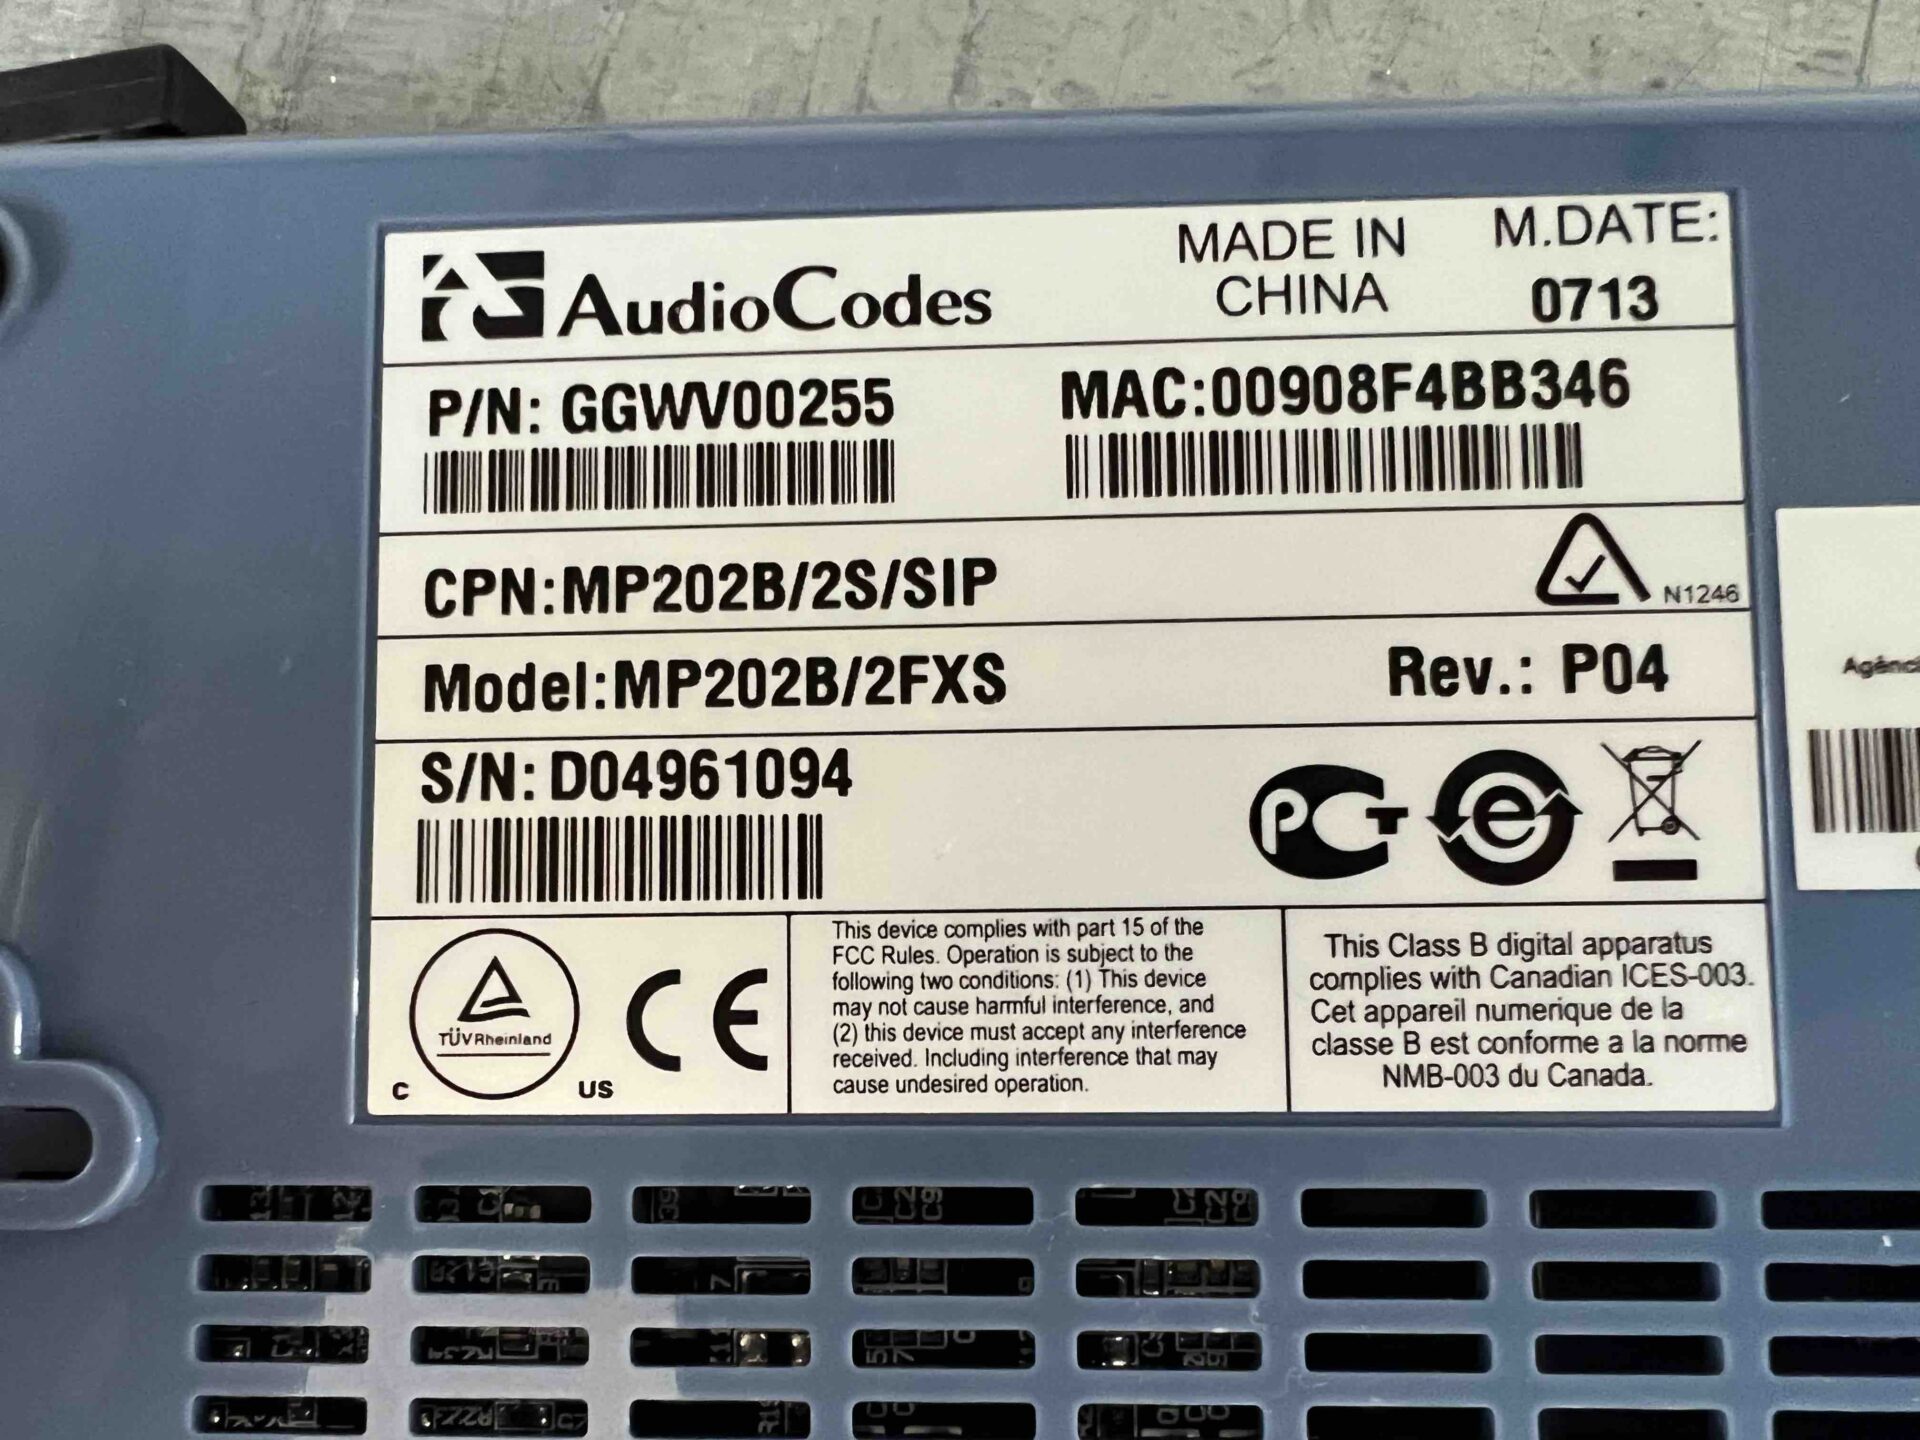 AudioCodes
MADE IN
CHINA
M.DATE:
0713
P/N: GGWV00255
MAC:00908F4BB346
CPN:MP202B/2S/SIP
N1246
Model:MP202B/2FXS
Rev.: P04
S/N: D04961094
PCT
e
TÜVRheinland
C
US
CE
This device complies with part 15 of the
FCC Rules. Operation is subject to the
following two conditions: (1) This device
may not cause harmful interference, and
(2) this device must accept any interference
received. Including interference that may
cause undesired operation.
This Class B digital apparatus
complies with Canadian ICES-003.
Cet appareil numerique de la
classe B est conforme a la norme
NMB-003 du Canada.